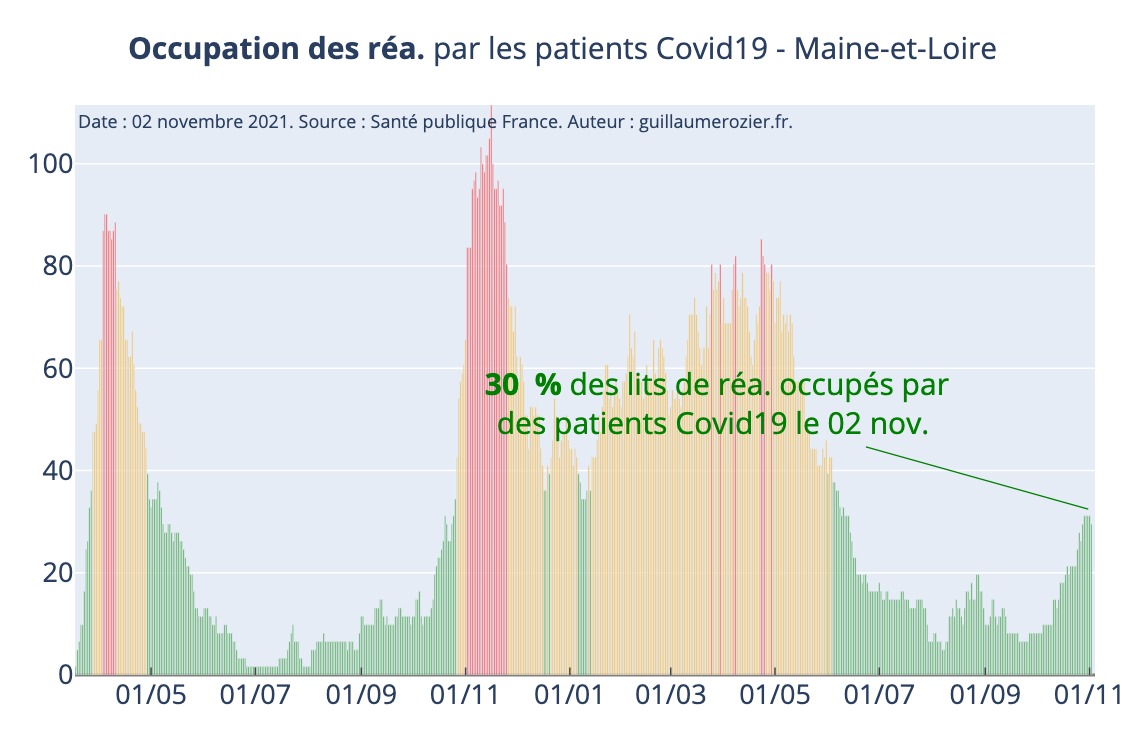 Occupation des réa. par les patients Covid19 - Maine-et-Loire
Date : 02 novembre 2021. Source : Santé publique France. Auteur : guillaumerozier.fr.
100
80
60
40
20
0
30 % des lits de réa. occupés par
des patients Covid19 le 02 nov.
01/05 01/07 01/09 01/11 01/01 01/03 01/05 01/07 01/09 01/11